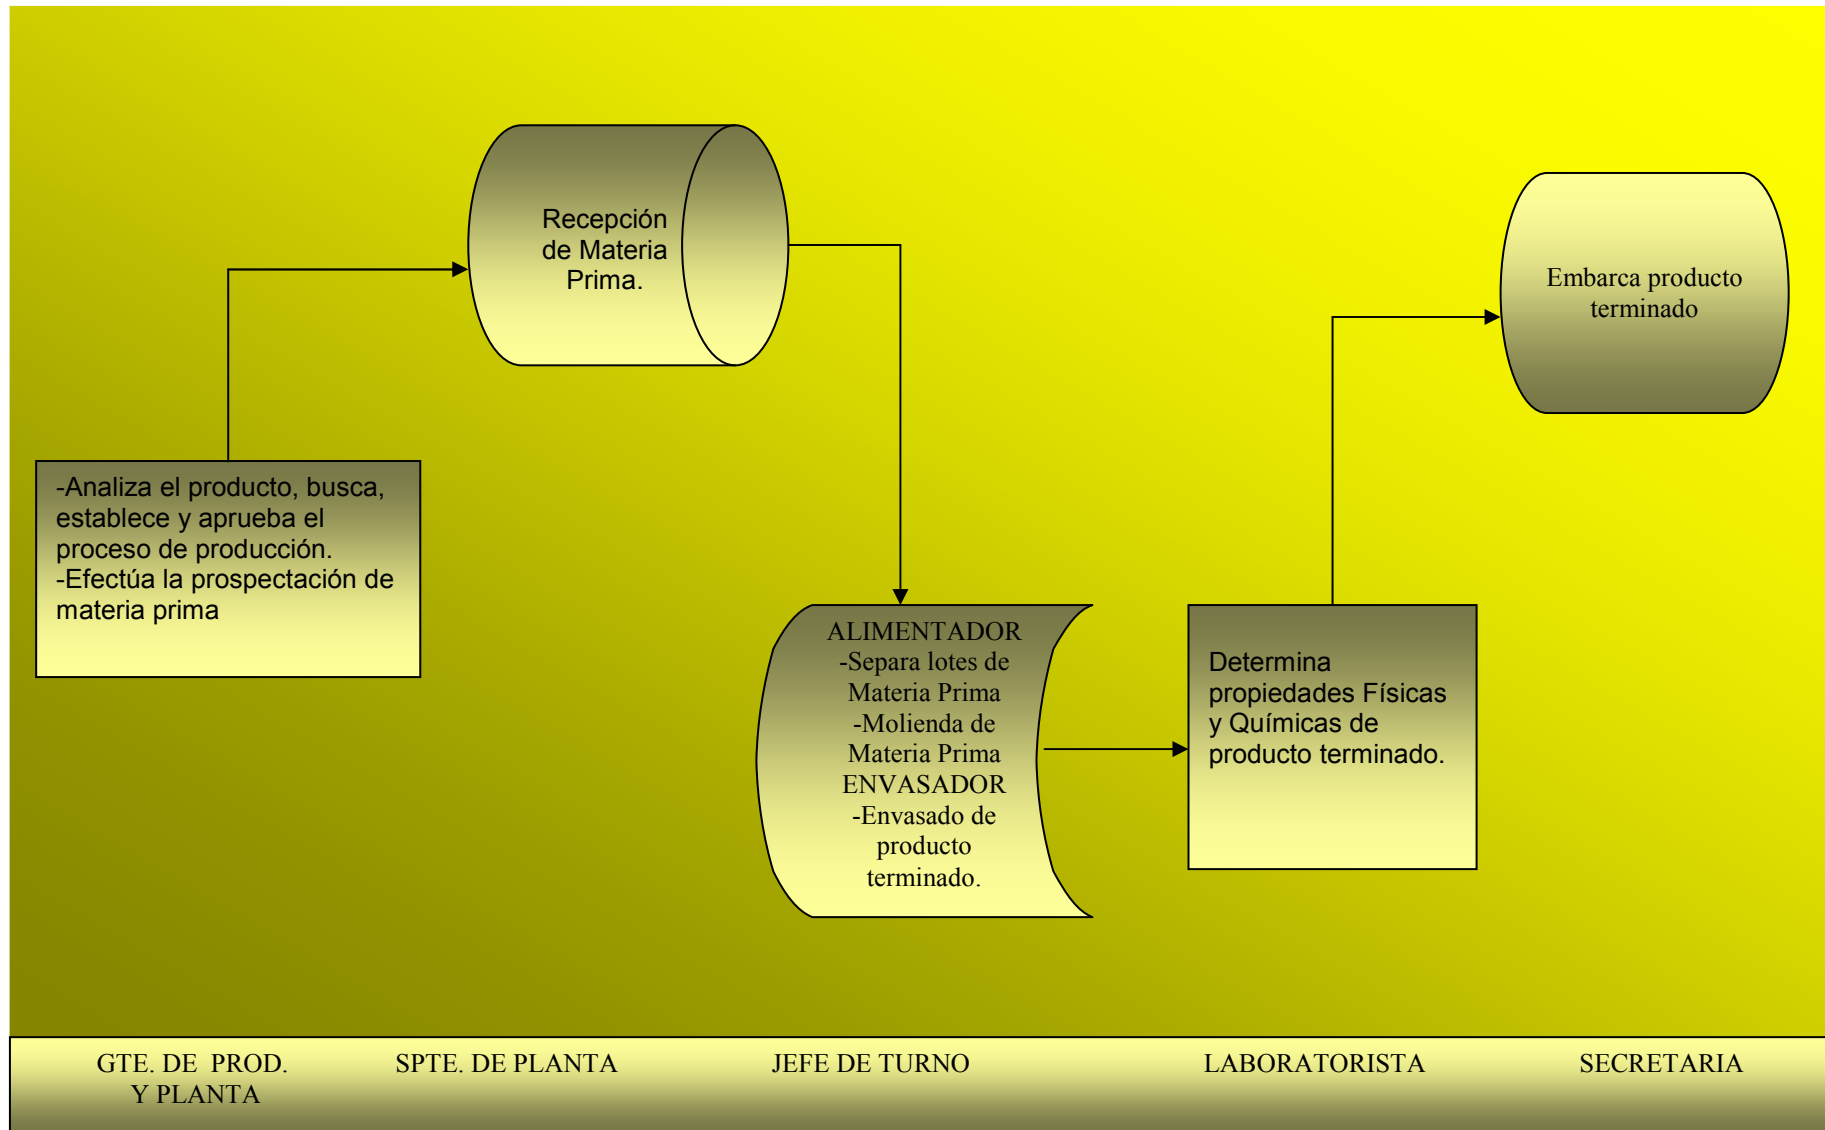 -Analiza el producto, busca,
establece y aprueba el
proceso de producción.
-Efectúa la prospectación de
materia prima
Recepción
de Materia
Prima.
ALIMENTADOR
-Separa lotes de
Materia Prima
-Molienda de
Materia Prima
ENVASADOR
-Envasado de
producto
terminado.
Determina
propiedades Físicas
y Químicas de
producto terminado.
Embarca producto
terminado
GTE. DE PROD.
Y PLANTA
SPTE. DE PLANTA
JEFE DE TURNO
LABORATORISTA
SECRETARIA